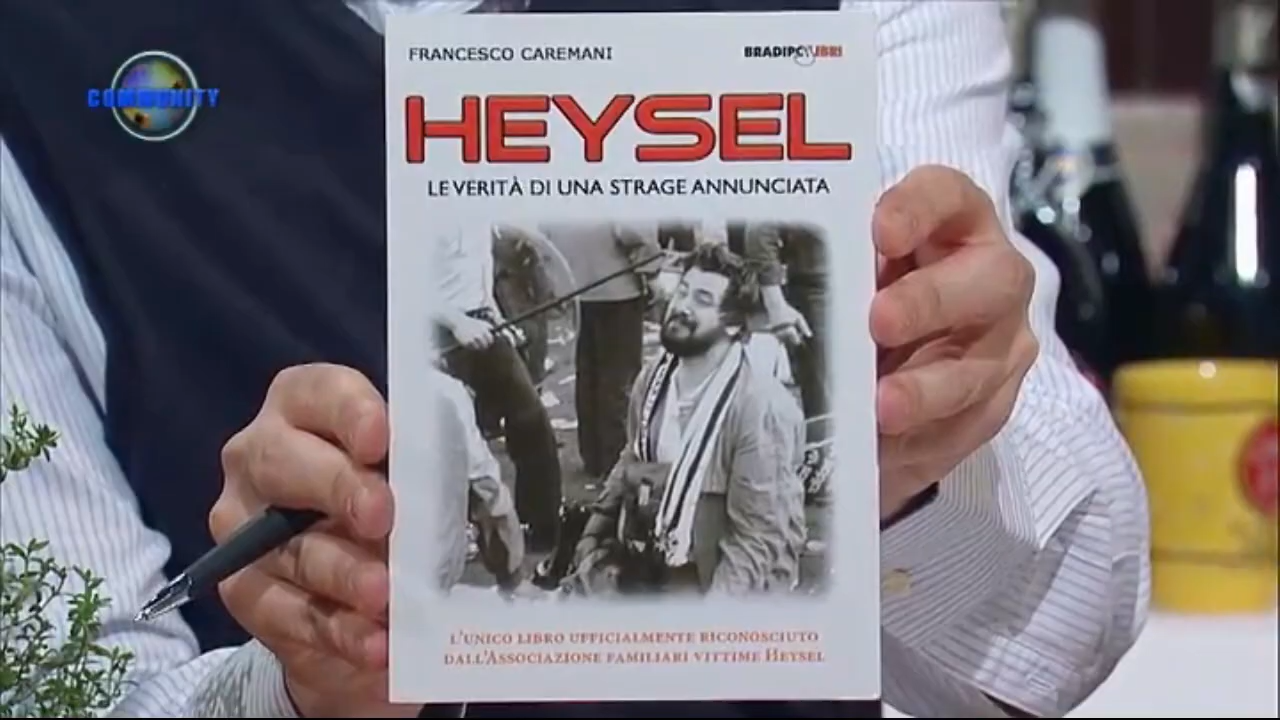 COMMUNITY
FRANCESCO CAREMANI
BRADIPOLIBRI
HEYSEL
LE VERITÀ DI UNA STRAGE ANNUNCIATA
L'UNICO LIBRO UFFICIALMENTE RICONOSCIUTO
DALL'ASSOCIAZIONE FAMILIARI VITTIME HEYSEL